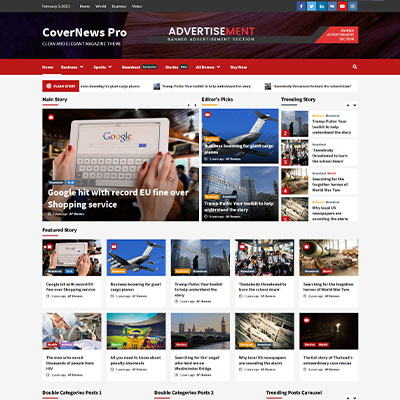 February 3, 2021 Home World Business Video
CoverNews Pro
CLEAN AND ELEGANT MAGAZINE THEME
ADVERTISEMENT
BANNER ADVERTISEMENT SECTION
BANNER
ADVERTISEMENT
SECTION
Home Business Sports Newsbeat Stories All Demos Buy Now
FLASH STORY
booming for giant cargo planes
Trump-Putin: Your toolkit to help understand the story
'Somebody threatened to burn the school down'
Main Story
Google
Google hit with record EU fine over
Shopping service
Editor's Picks
Business booming for giant cargo
planes
Trump-Putin: Your toolkit to help
understand the story
Trending Story
Trump-Putin: Your
toolkit to help
understand the story
2
'Somebody
threatened to burn
the school down'
3
Searching for the
forgotten heroes of
World War Two
4
Why local US
newspapers are
sounding the alarm
5
Featured Story
Google hit with record EU
fine over Shopping service
Business booming for giant
cargo planes
Trump-Putin: Your toolkit
to help understand the
story
'Somebody threatened to
burn the school down'
Searching for the forgotten
heroes of World War Two
The man who saved
thousands of people from
HIV
All you need to know about
penalty shootouts
Searching for the 'angel'
who held me on
Westminster Bridge
Why local US newspapers
are sounding the alarm
The full story of Thailand's
extraordinary cave rescue
Double Categories Posts 1
Double Categories Posts 2
Trending Posts Carousel